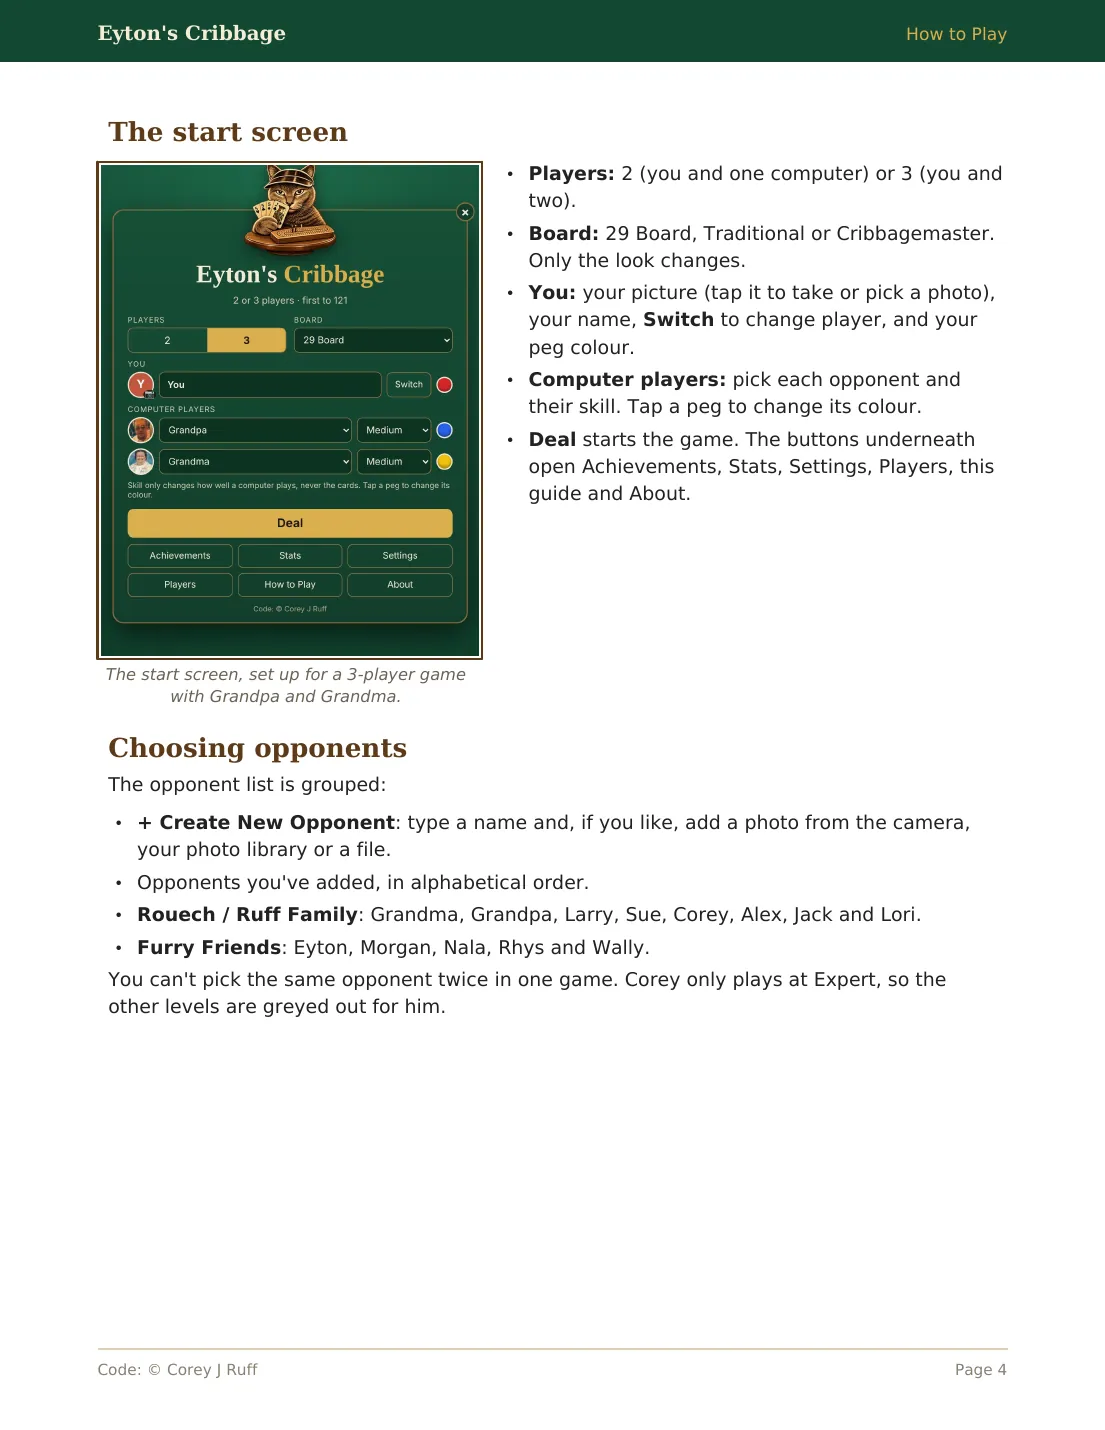 Eyton's Cribbage
How to Play
The start screen
Eyton's Cribbage
2 or 3 players · first to 121
PLAYERS
BOARD
2
3
29 Board
YOU
Y
You
Switch
COMPUTER PLAYERS
Grandpa
Medium
Grandma
Medium
Skill only changes how well a computer plays, never the cards. Tap a peg to change its
colour.
Deal
Achievements
Stats
Settings
Players
How to Play
About
Code: © Corey J Ruff
The start screen, set up for a 3-player game
with Grandpa and Grandma.
• Players: 2 (you and one computer) or 3 (you and
two).
• Board: 29 Board, Traditional or Cribbagemaster.
Only the look changes.
• You: your picture (tap it to take or pick a photo),
your name, Switch to change player, and your
peg colour.
• Computer players: pick each opponent and
their skill. Tap a peg to change its colour.
• Deal starts the game. The buttons underneath
open Achievements, Stats, Settings, Players, this
guide and About.
Choosing opponents
The opponent list is grouped:
• + Create New Opponent: type a name and, if you like, add a photo from the camera,
your photo library or a file.
• Opponents you've added, in alphabetical order.
• Rouech / Ruff Family: Grandma, Grandpa, Larry, Sue, Corey, Alex, Jack and Lori.
• Furry Friends: Eyton, Morgan, Nala, Rhys and Wally.
You can't pick the same opponent twice in one game. Corey only plays at Expert, so the
other levels are greyed out for him.
Code: © Corey J Ruff
Page 4